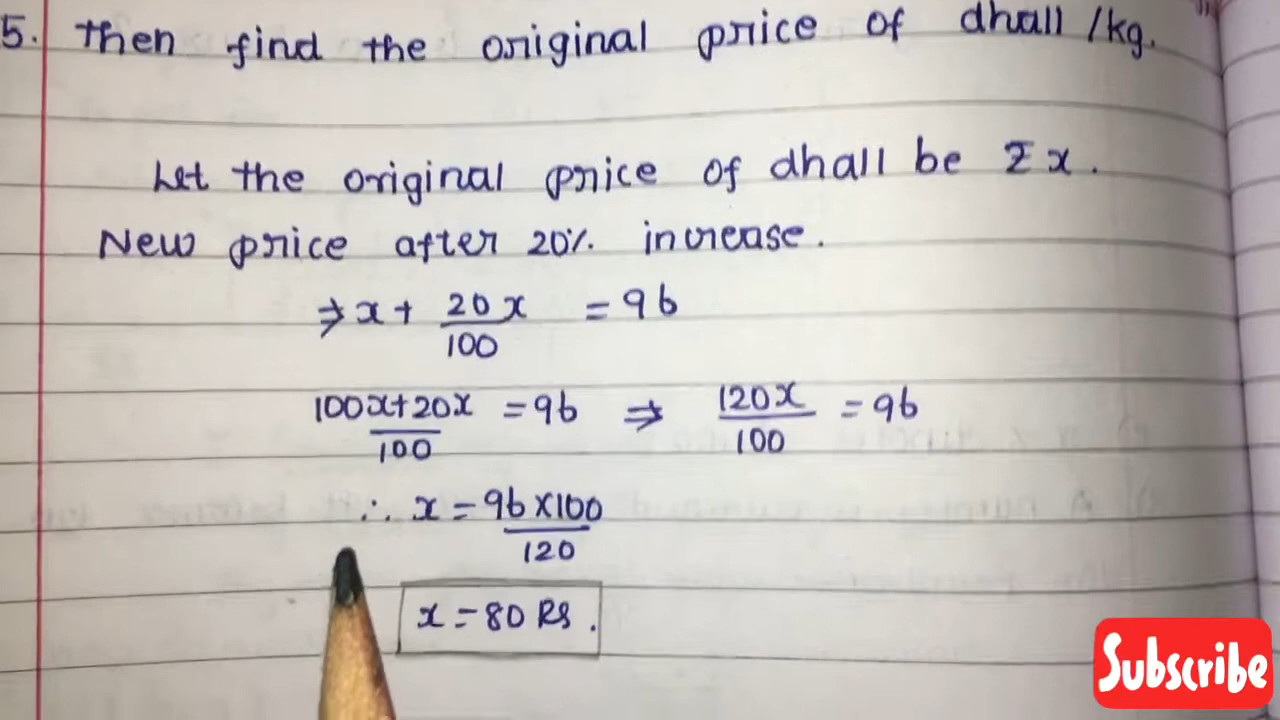 5. Then find the original price of dhall /kg.
Let the original price of dhall be ₹ x.
New price after 20% increase.
⇒ x + 20x/100 = 96
100x+20x/100 = 96 ⇒ 120x/100 = 96
∴ x = 96×100/120
x = 80 Rs.
Subscribe